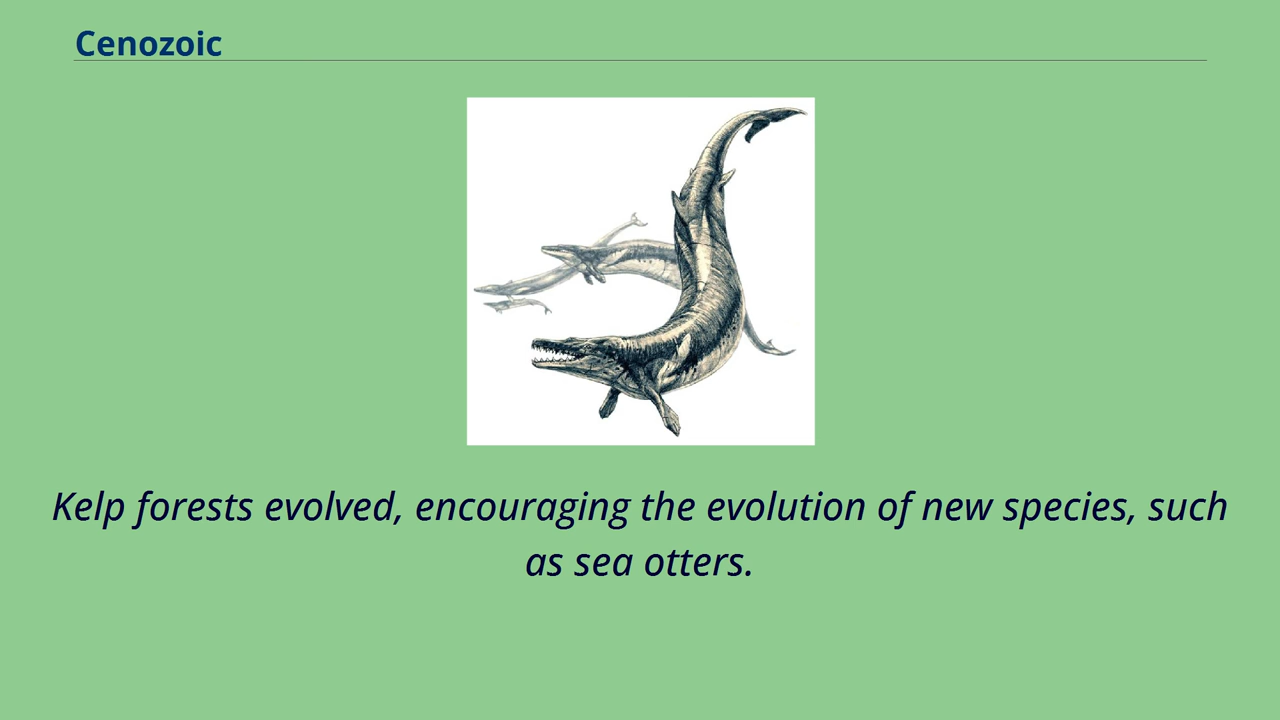 Cenozoic
Kelp forests evolved, encouraging the evolution of new species, such
as sea otters.